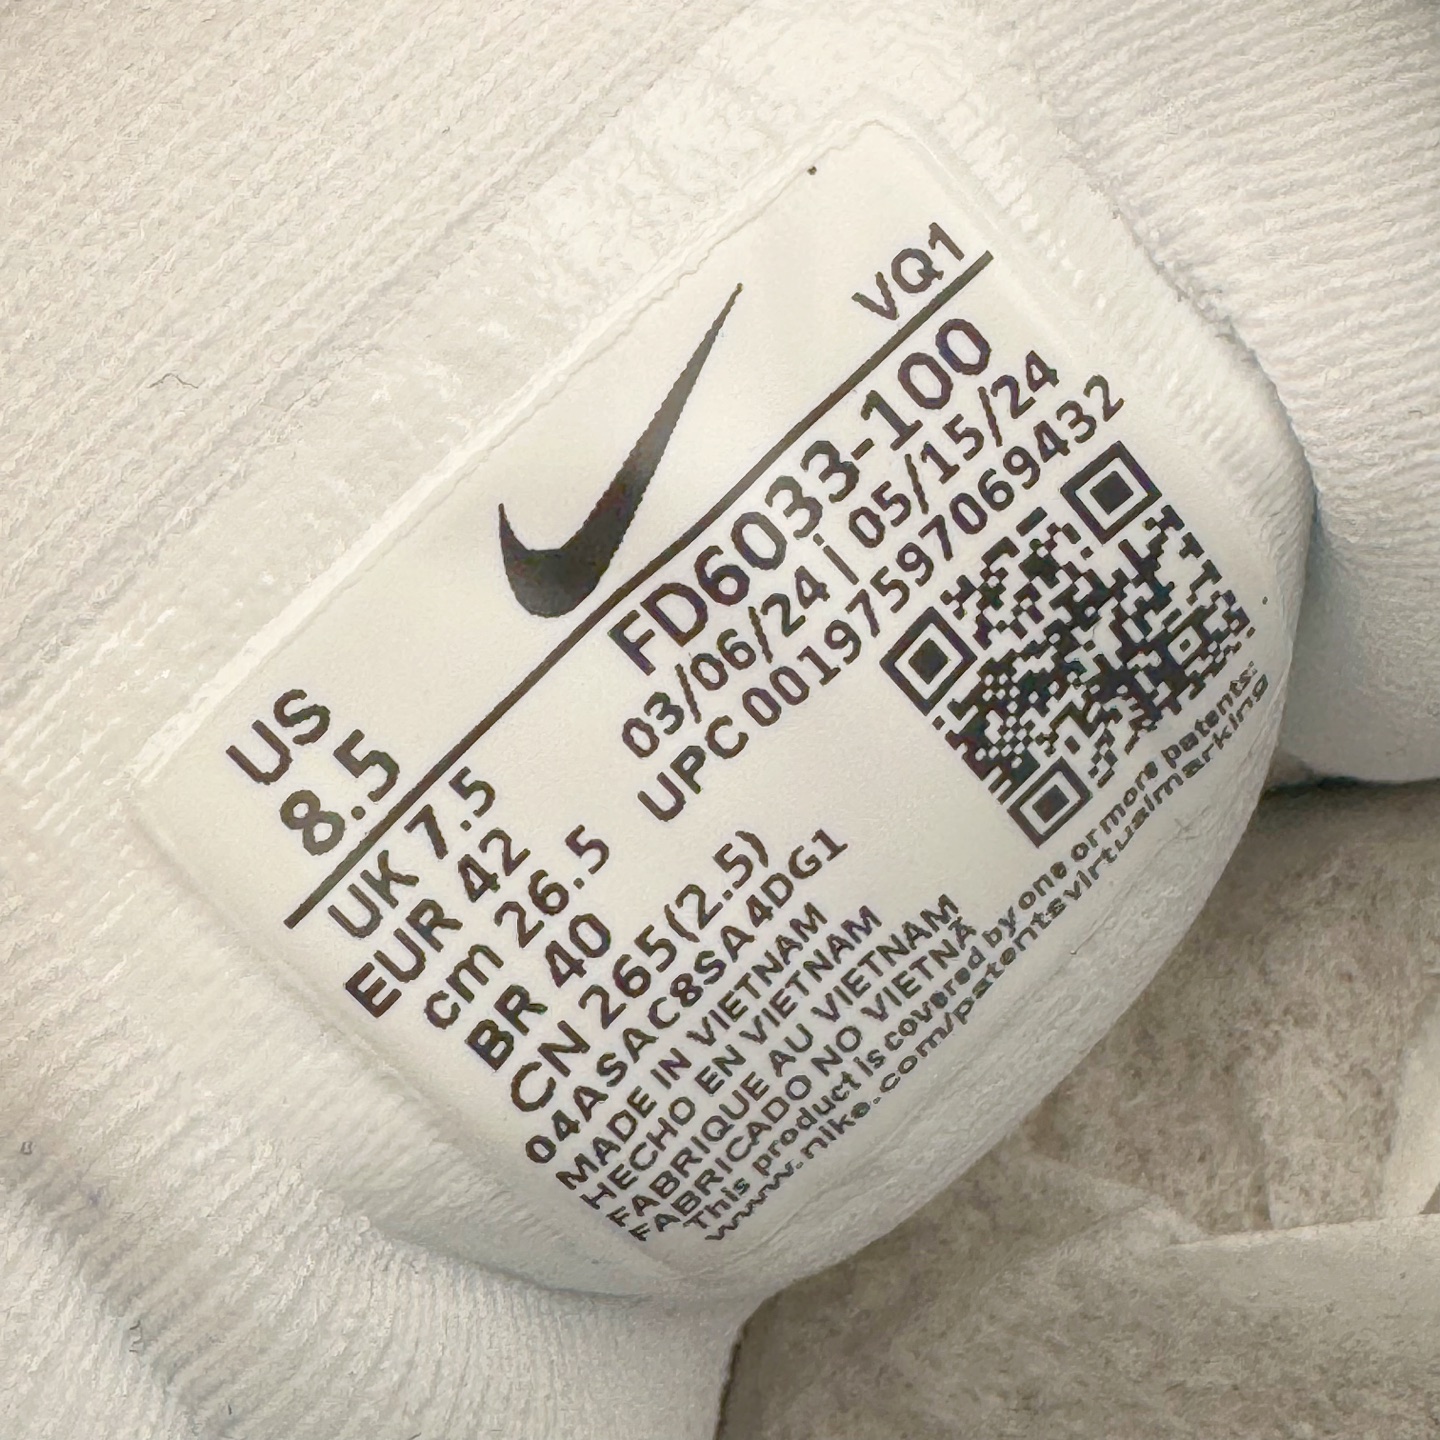 VQ1
US
8.5
FD6033-100
03/06/24 | 05/15/24
UPC 00197597069432
UK 7.5
EUR 42
cm 26.5
BR 40
CN 265(2.5)
04ASAC8SA4DG1
MADE IN VIETNAM
HECHO EN VIETNAM
FABRIQUE AU VIETNAM
FABRICADO NO VIETNÃ
This product is covered by one or more patents:
www.nike.com/patentsvirtualmarking